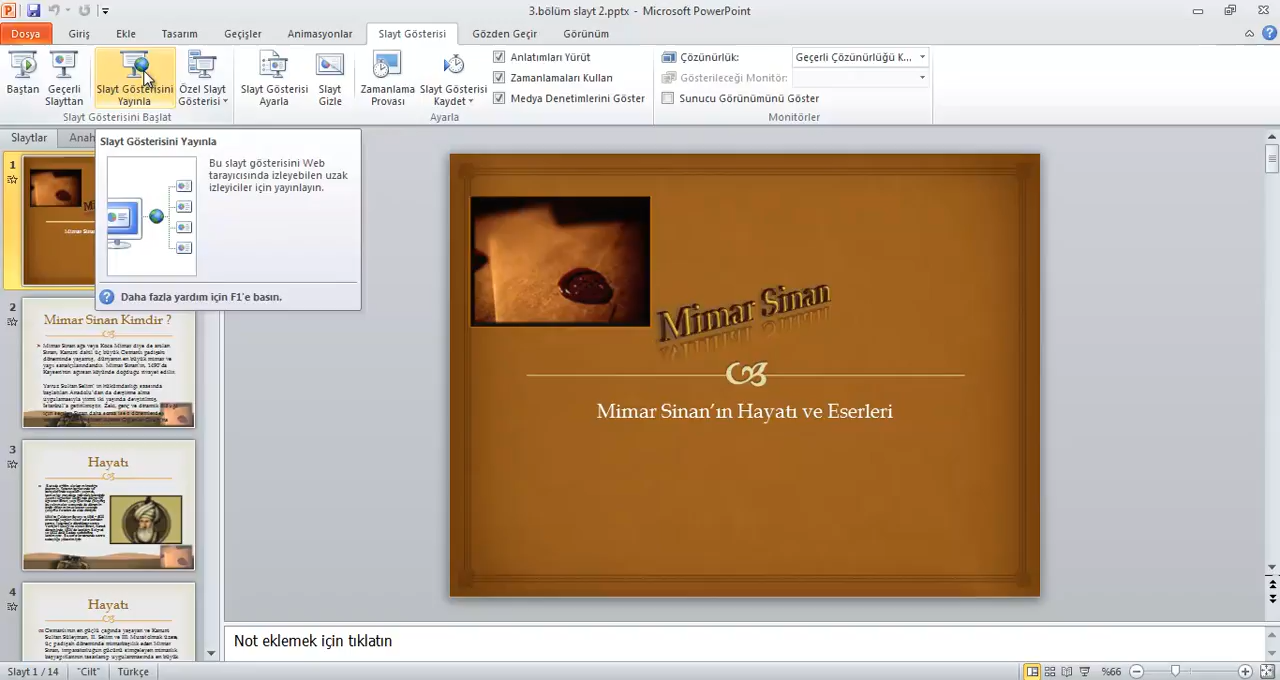 3.bölüm slayt 2.pptx - Microsoft PowerPoint
Dosya Giriş Ekle Tasarım Geçişler Animasyonlar Slayt Gösterisi Gözden Geçir Görünüm
Baştan
Geçerli
Slayttan
Slayt Gösterisini
Yayınla
Özel Slayt
Gösterisi
Slayt Gösterisi
Ayarla
Slayt
Gizle
Zamanlama
Provası
Slayt Gösterisi
Kaydet
Anlatımları Yürüt
Zamanlamaları Kullan
Medya Denetimlerini Göster
Çözünürlük: Geçerli Çözünürlüğü K...
Gösterileceği Monitör:
Sunucu Görünümünü Göster
Slayt Gösterisini Başlat
Ayarla
Monitörler
Slaytlar
Slayt Gösterisini Yayınla
Bu slayt gösterisini Web
tarayıcısında izleyebilen uzak
izleyiciler için yayınlayın.
Daha fazla yardım için F1'e basın.
1
2
Mimar Sinan Kimdir ?
3
Hayatı
4
Hayatı
Mimar Sinan
Mimar Sinan'ın Hayatı ve Eserleri
Not eklemek için tıklatın
Slayt 1 / 14 "Cilt" Türkçe %66